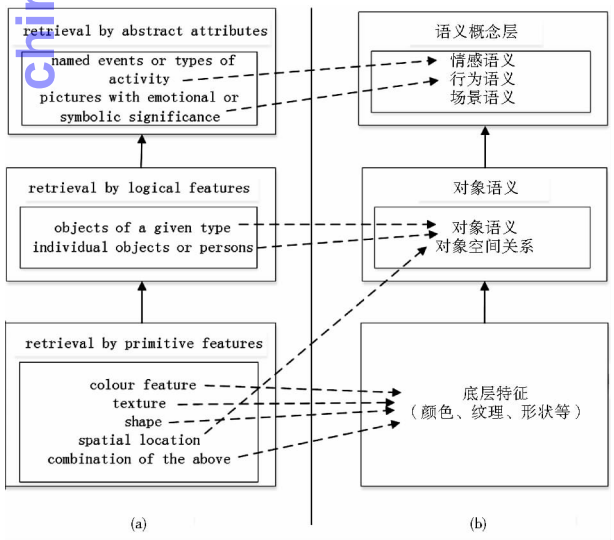 chir
retrieval by abstract attributes
named events or types of
activity
pictures with emotional or
symbolic significance
retrieval by logical features
objects of a given type
individual objects or persons
retrieval by primitive features
colour feature
texture
shape
spatial location
combination of the above
(a)
语义概念层
情感语义
行为语义
场景语义
对象语义
对象语义
对象空间关系
底层特征
(颜色、纹理、形状等)
(b)